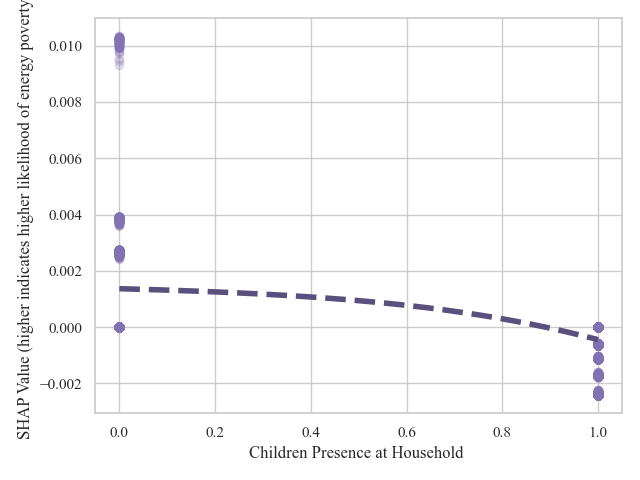 SHAP Value (higher indicates higher likelihood of energy poverty
0.010
0.008
0.006
0.004
0.002
0.000
−0.002
0.0 0.2 0.4 0.6 0.8 1.0
Children Presence at Household